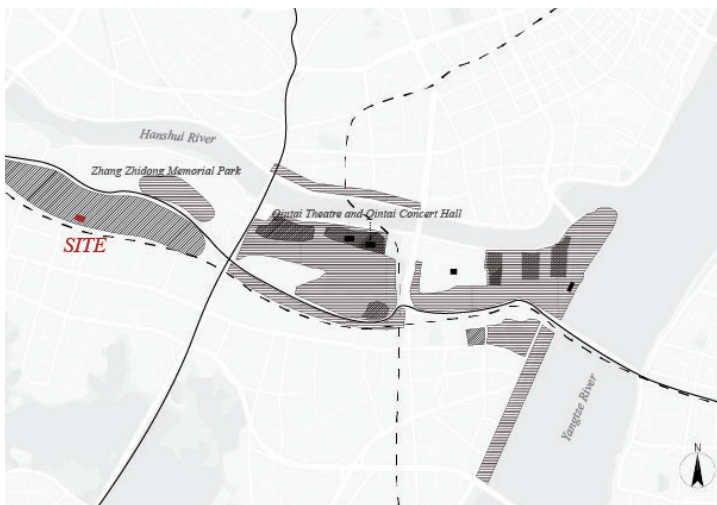 Hanshui River
Zhang Zhidong Memorial Park
Qintai Theatre and Qintai Concert Hall
SITE
Yangtze River
N